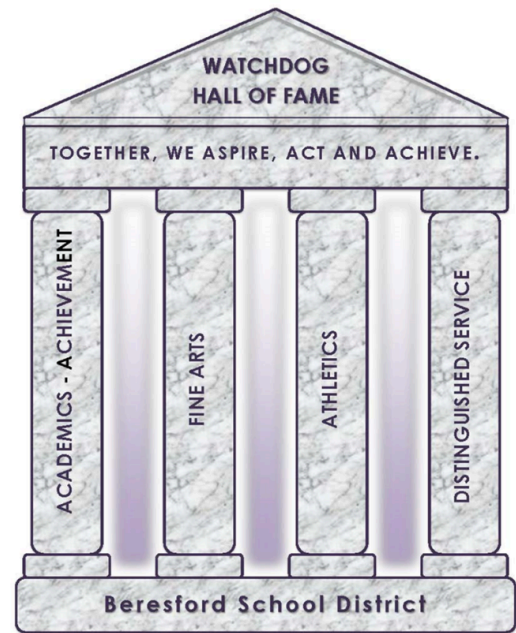 WATCHDOG
HALL OF FAME
TOGETHER, WE ASPIRE, ACT AND ACHIEVE.
ACADEMICS - ACHIEVEMENT
FINE ARTS
ATHLETICS
DISTINGUISHED SERVICE
Beresford School District